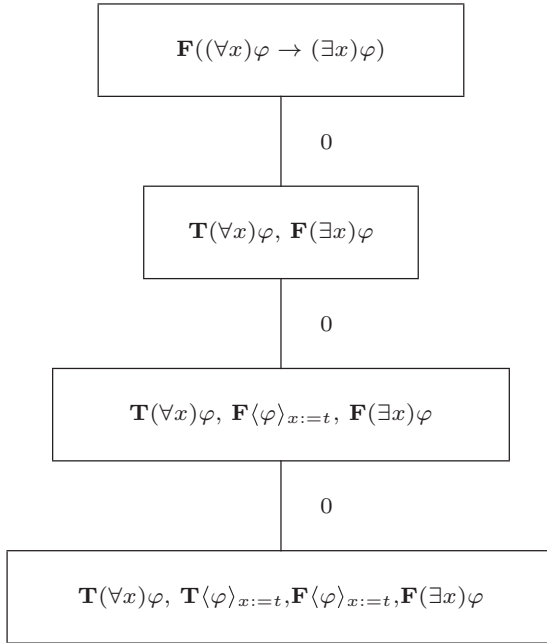 F((∀x)φ → (∃x)φ)
0
T(∀x)φ, F(∃x)φ
0
T(∀x)φ, F⟨φ⟩x:=t, F(∃x)φ
0
T(∀x)φ, T⟨φ⟩x:=t,F⟨φ⟩x:=t,F(∃x)φ